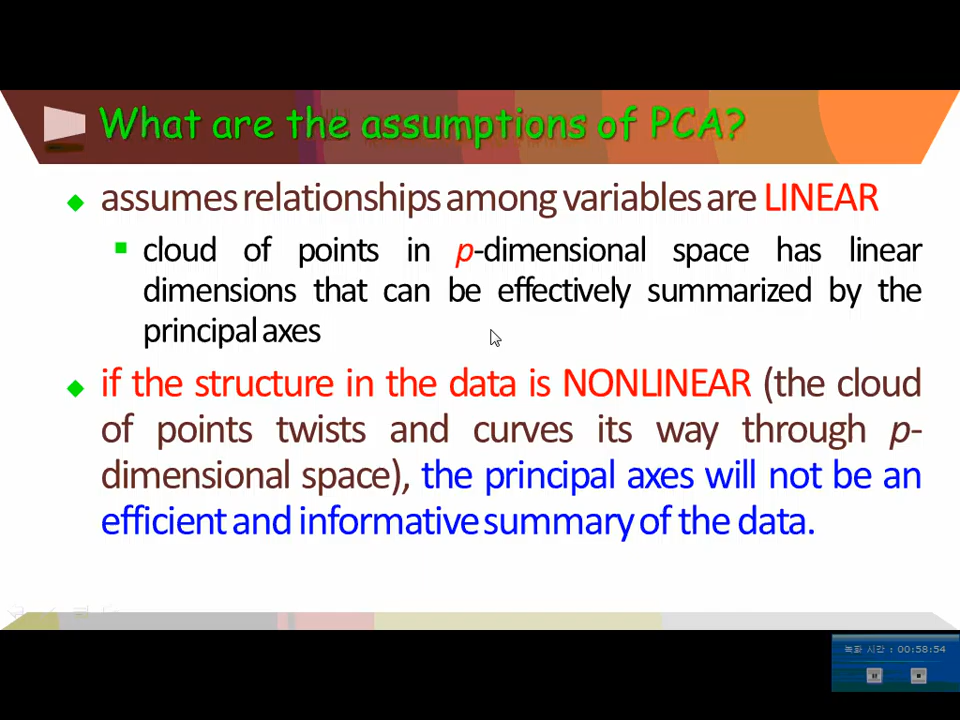 What are the assumptions of PCA?
assumes relationships among variables are LINEAR
cloud of points in p-dimensional space has linear
dimensions that can be effectively summarized by the
principal axes
if the structure in the data is NONLINEAR (the cloud
of points twists and curves its way through p-
dimensional space), the principal axes will not be an
efficient and informative summary of the data.
녹화 시간 : 00:58:54